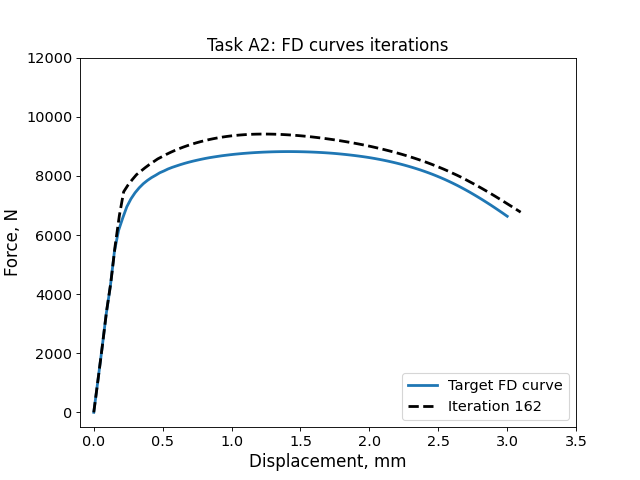 Task A2: FD curves iterations
12000
10000
8000
6000
4000
2000
0
Force, N
0.0 0.5 1.0 1.5 2.0 2.5 3.0 3.5
Displacement, mm
Target FD curve
Iteration 162